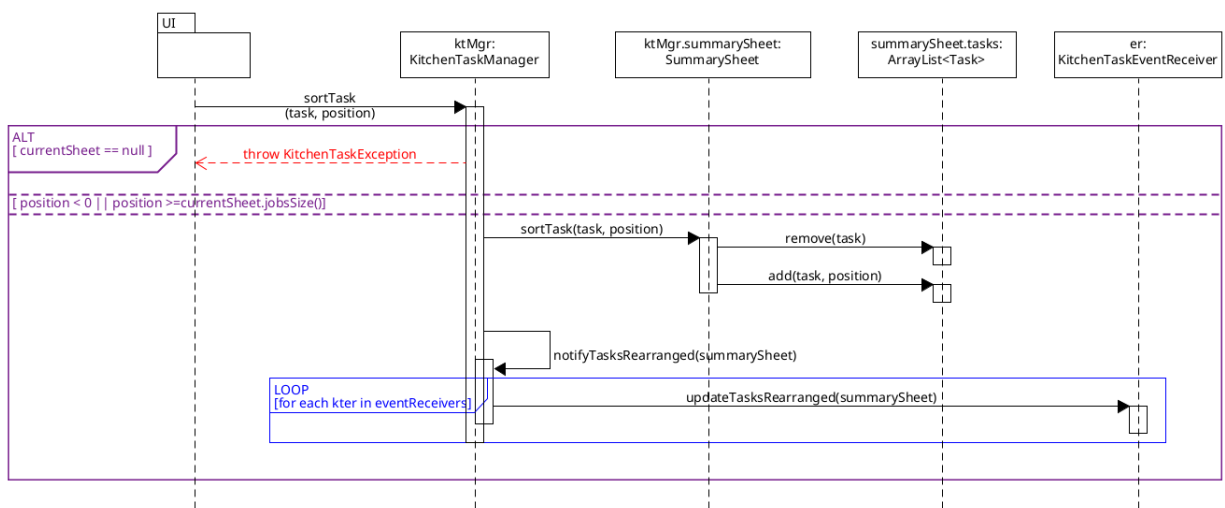 UI
ktMgr:
KitchenTaskManager
ktMgr.summarySheet:
SummarySheet
summarySheet.tasks:
ArrayList<Task>
er:
KitchenTaskEventReceiver
sortTask
(task, position)
ALT
[ currentSheet == null ]
throw KitchenTaskException
[ position < 0 || position >=currentSheet.jobsSize()]
sortTask(task, position)
remove(task)
add(task, position)
notifyTasksRearranged(summarySheet)
LOOP
[for each kter in eventReceivers]
updateTasksRearranged(summarySheet)